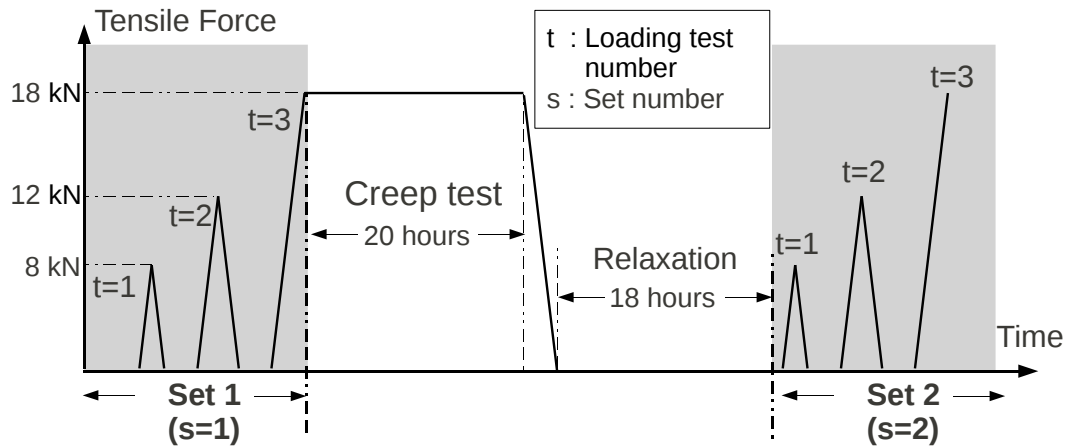 Tensile Force
t : Loading test
number
s : Set number
18 kN
12 kN
8 kN
t=1
t=2
t=3
Creep test
20 hours
Relaxation
18 hours
t=1
t=2
t=3
Time
Set 1
(s=1)
Set 2
(s=2)